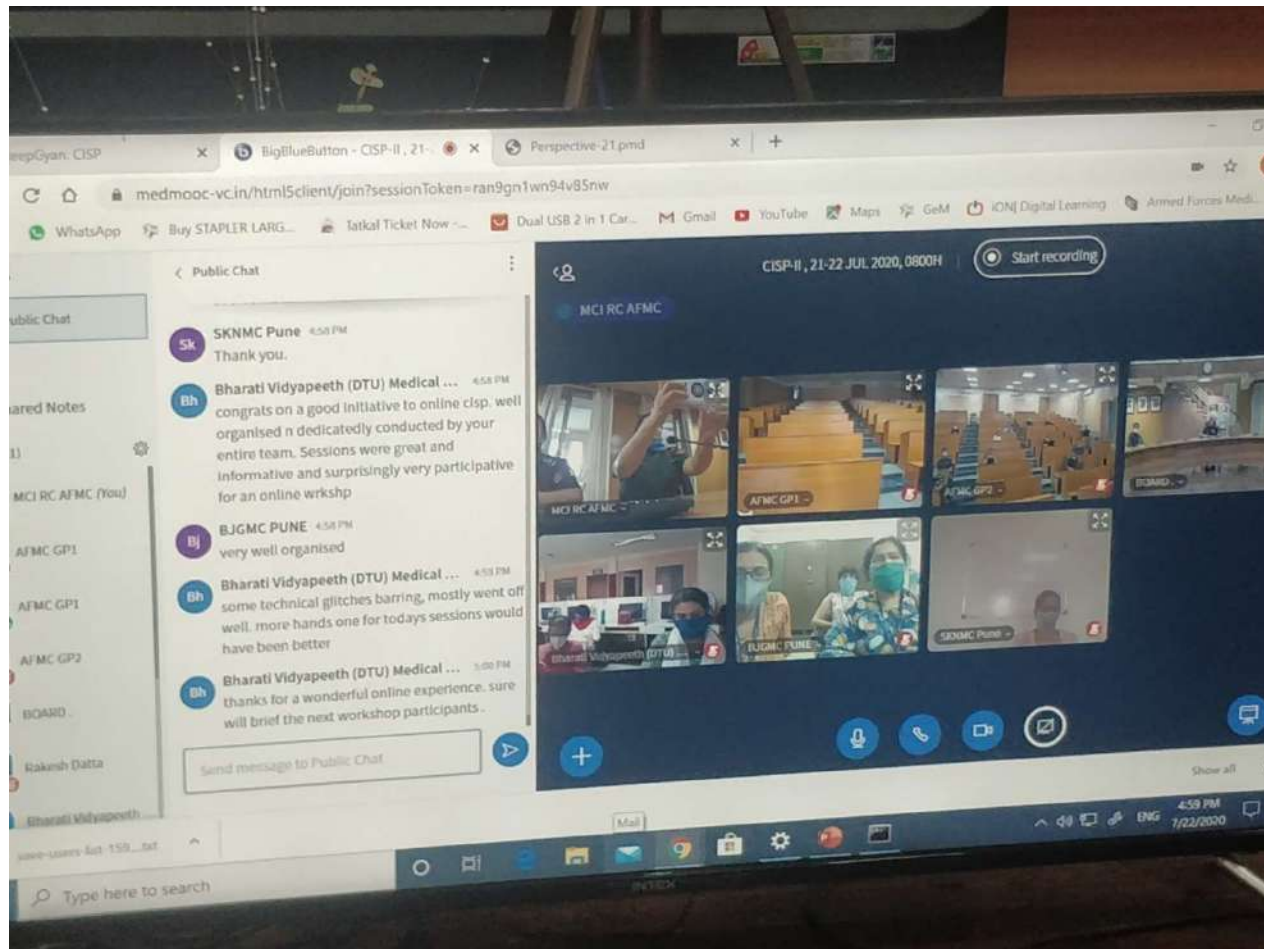 eepGyan. CISP
BigBlueButton - CISP-II , 21-
Perspective-21.pmd
medmooc-vc.in/html5client/join?sessionToken=ran9gn1wn94v85nw
WhatsApp
Buy STAPLER LARG...
Tatkal Ticket Now -...
Dual USB 2 in 1 Car...
Gmail
YouTube
Maps
GeM
iON| Digital Learning
Armed Forces Medi...
ublic Chat
ared Notes
MCI RC AFMC (You)
AFMC GP1
AFMC GP1
AFMC GP2
BOARD .
Rakesh Datta
Bharati Vidyapeeth
Public Chat
Sk
SKNMC Pune 4:58 PM
Thank you.
Bh
Bharati Vidyapeeth (DTU) Medical ... 4:58 PM
congrats on a good initiative to online cisp. well
organised n dedicatedly conducted by your
entire team. Sessions were great and
informative and surprisingly very participative
for an online wrkshp
Bj
BJGMC PUNE 4:58 PM
very well organised
Bh
Bharati Vidyapeeth (DTU) Medical ... 4:59 PM
some technical glitches barring, mostly went off
well. more hands one for todays sessions would
have been better
Bh
Bharati Vidyapeeth (DTU) Medical ... 5:00 PM
thanks for a wonderful online experience. sure
will brief the next workshop participants .
Send message to Public Chat
CISP-II , 21-22 JUL 2020, 0800H
Start recording
MCI RC AFMC
MCI RC AFMC
AFMC GP1
AFMC GP2
BOARD .
Bharati Vidyapeeth (DTU) ...
BJGMC PUNE
SKNMC Pune
Show all
save-users-list-159....txt
Mail
Type here to search
ENG
4:59 PM
7/22/2020
INTEX